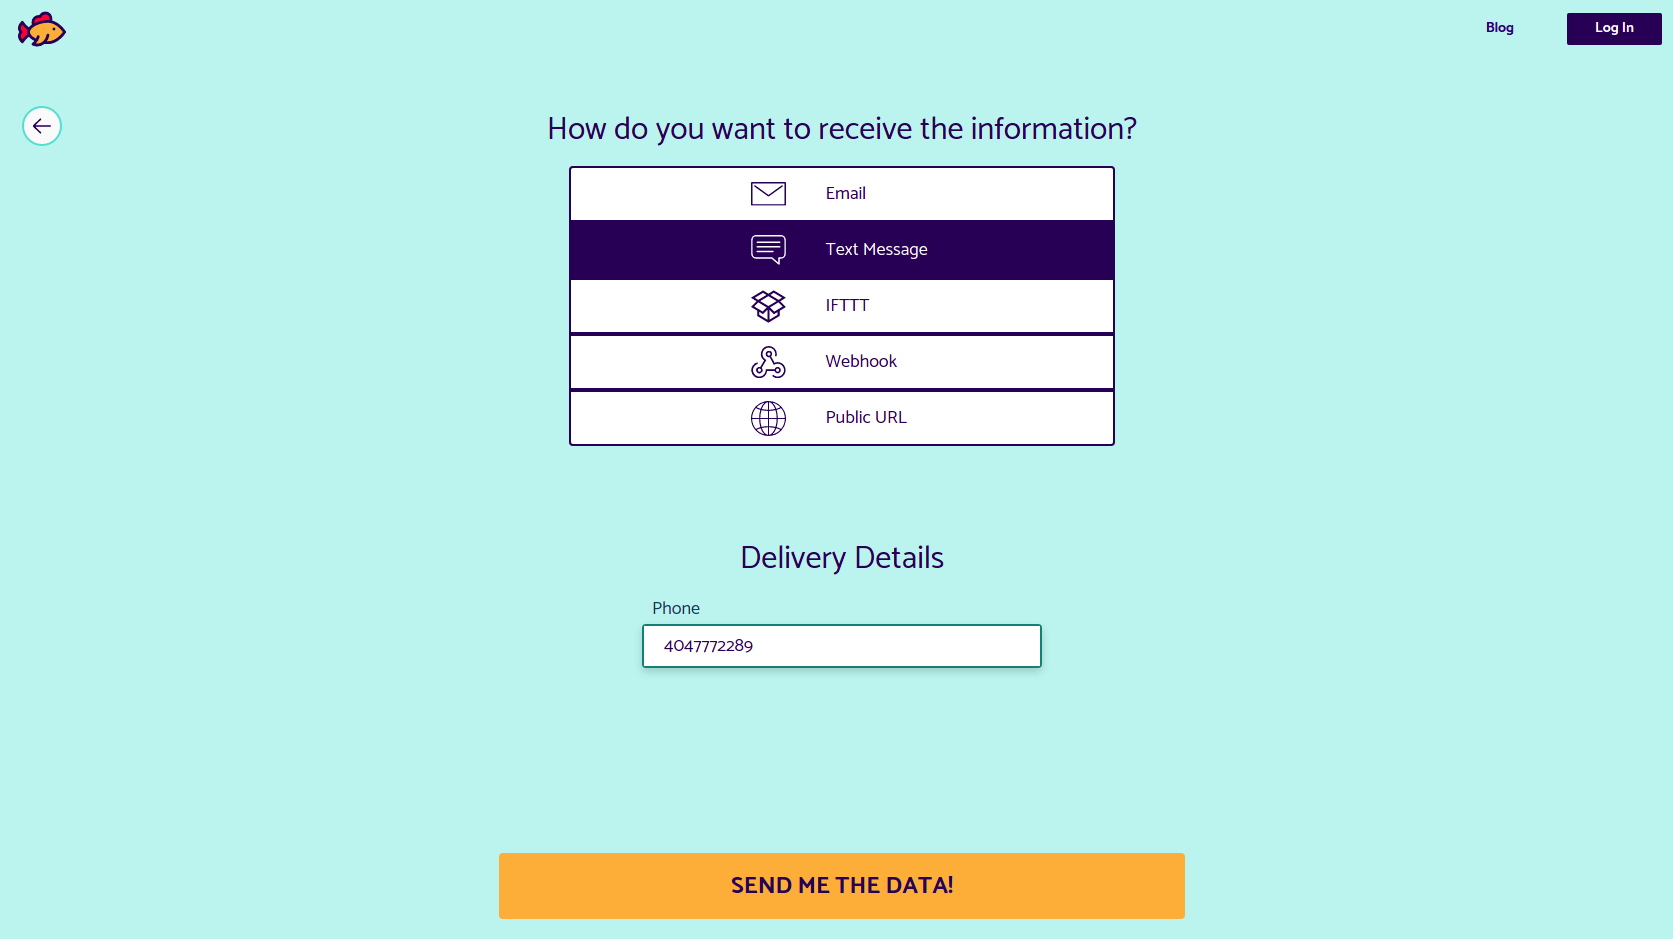 Blog
Log In
How do you want to receive the information?
Email
Text Message
IFTTT
Webhook
Public URL
Delivery Details
Phone
4047772289
SEND ME THE DATA!